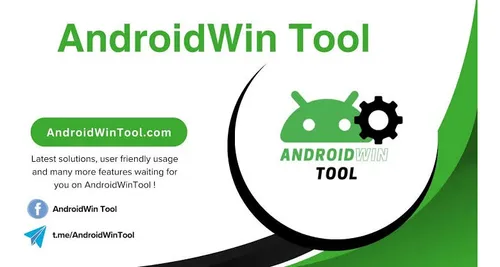 AndroidWin Tool
AndroidWinTool.com
Latest solutions, user friendly usage
and many more features waiting for
you on AndroidWinTool !
AndroidWin Tool
t.me/AndroidWinTool
ANDROIDWIN
TOOL